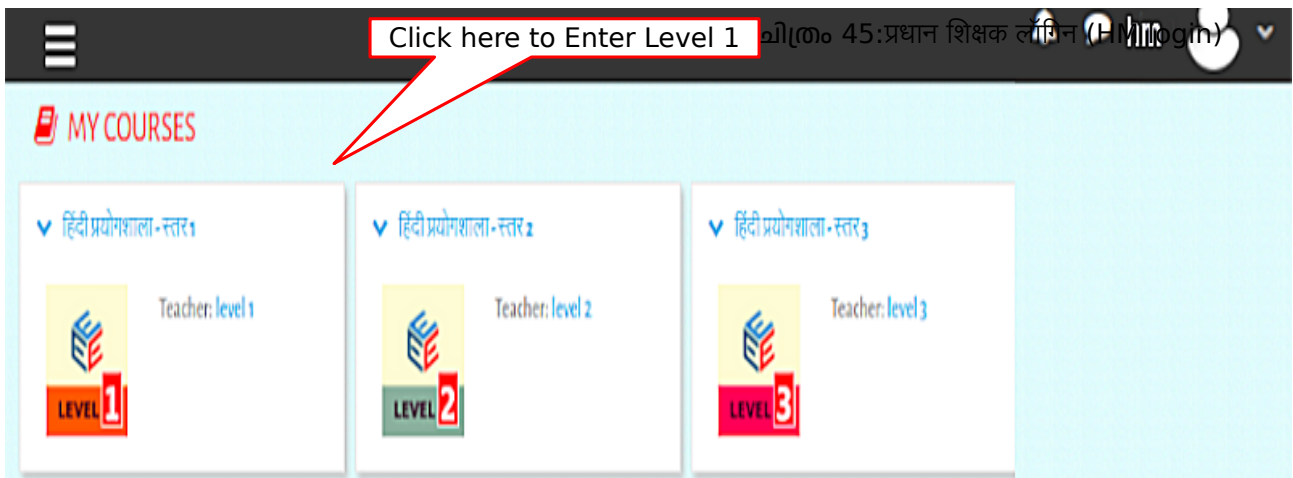 Click here to Enter Level 1
ചിത്രം 45:प्रधान शिक्षक लॉगिन (HM login)
hm
MY COURSES
हिंदी प्रयोगशाला - स्तर 1
हिंदी प्रयोगशाला - स्तर 2
हिंदी प्रयोगशाला - स्तर 3
Teacher: level 1
Teacher: level 2
Teacher: level 3
LEVEL 1
LEVEL 2
LEVEL 3